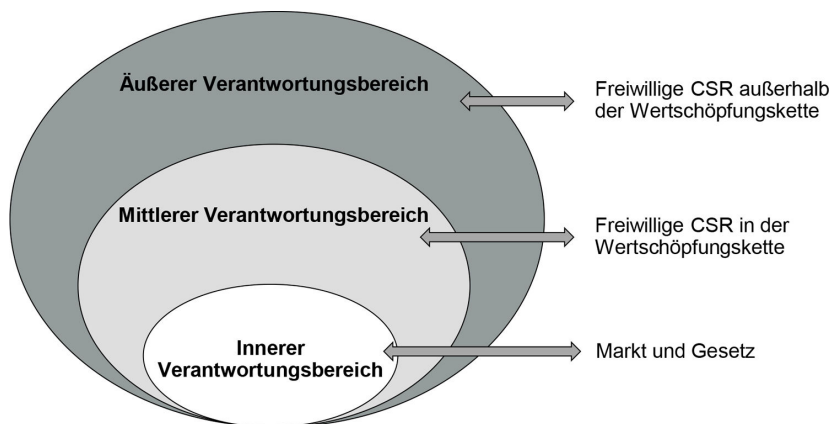 Äußerer Verantwortungsbereich
Freiwillige CSR außerhalb
der Wertschöpfungskette
Mittlerer Verantwortungsbereich
Freiwillige CSR in der
Wertschöpfungskette
Innerer
Verantwortungsbereich
Markt und Gesetz